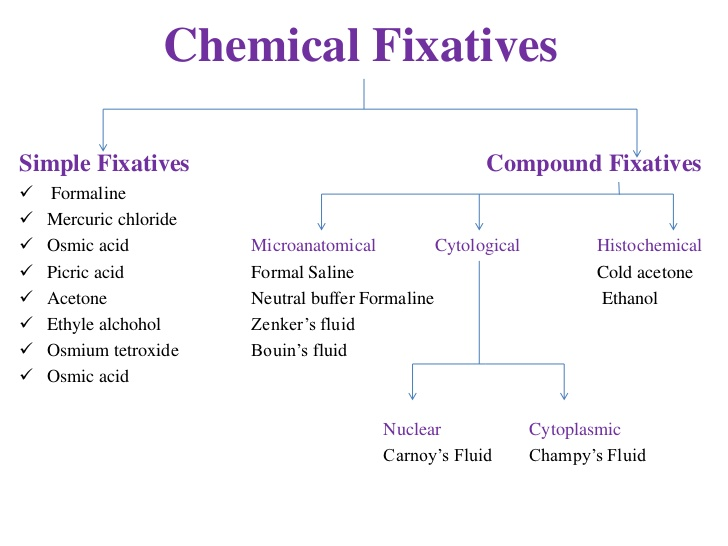 Chemical Fixatives
Simple Fixatives
Formaline
Mercuric chloride
Osmic acid
Picric acid
Acetone
Ethyle alchohol
Osmium tetroxide
Osmic acid
Compound Fixatives
Microanatomical
Formal Saline
Neutral buffer Formaline
Zenker’s fluid
Bouin’s fluid
Cytological
Nuclear
Carnoy’s Fluid
Cytoplasmic
Champy’s Fluid
Histochemical
Cold acetone
Ethanol